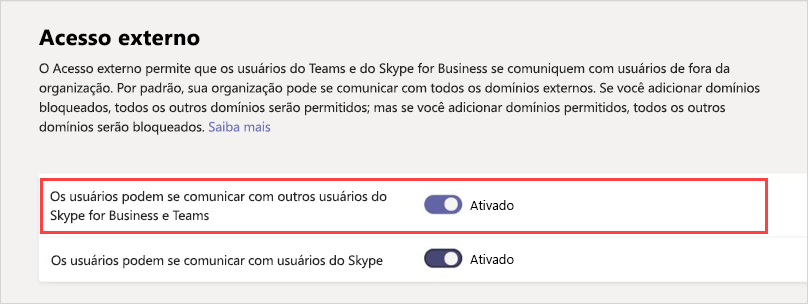 Acesso externo
O Acesso externo permite que os usuários do Teams e do Skype for Business se comuniquem com usuários de fora da
organização. Por padrão, sua organização pode se comunicar com todos os domínios externos. Se você adicionar domínios
bloqueados, todos os outros domínios serão permitidos; mas se você adicionar domínios permitidos, todos os outros
domínios serão bloqueados. Saiba mais
Os usuários podem se comunicar com outros usuários do
Skype for Business e Teams
Ativado
Os usuários podem se comunicar com usuários do Skype
Ativado